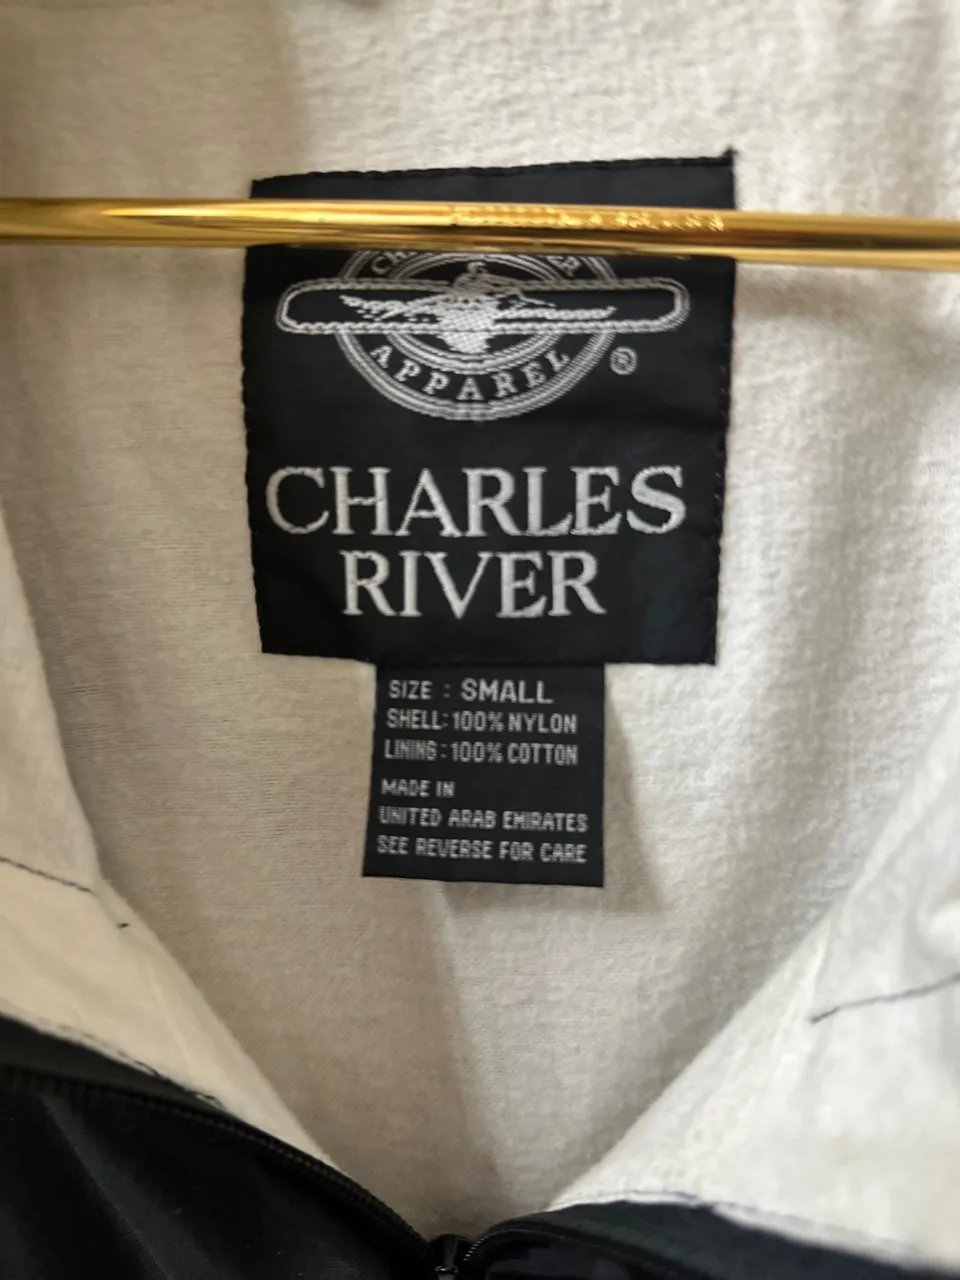 APPAREL
®
CHARLES
RIVER
SIZE : SMALL
SHELL: 100% NYLON
LINING : 100% COTTON
MADE IN
UNITED ARAB EMIRATES
SEE REVERSE FOR CARE